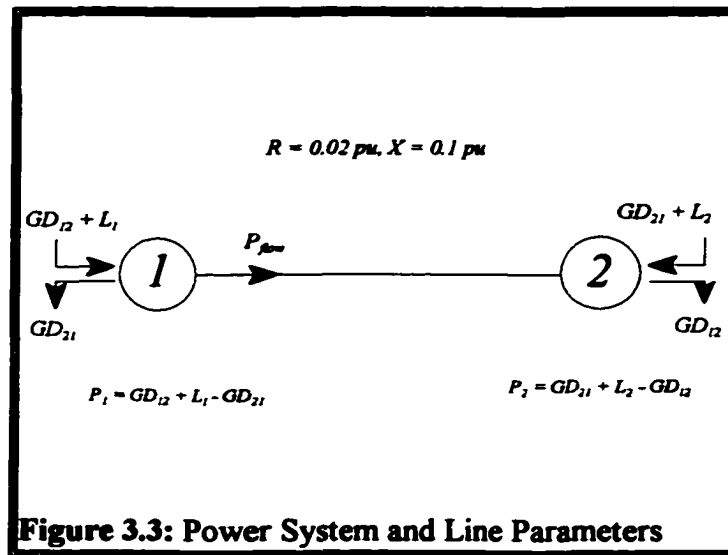 R = 0.02 pu, X = 0.1 pu
GD₁₂ + L₁
GD₂₁ + L₂
P_flow
1
2
GD₂₁
GD₁₂
P₁ = GD₁₂ + L₁ - GD₂₁
P₂ = GD₂₁ + L₂ - GD₁₂
Figure 3.3: Power System and Line Parameters